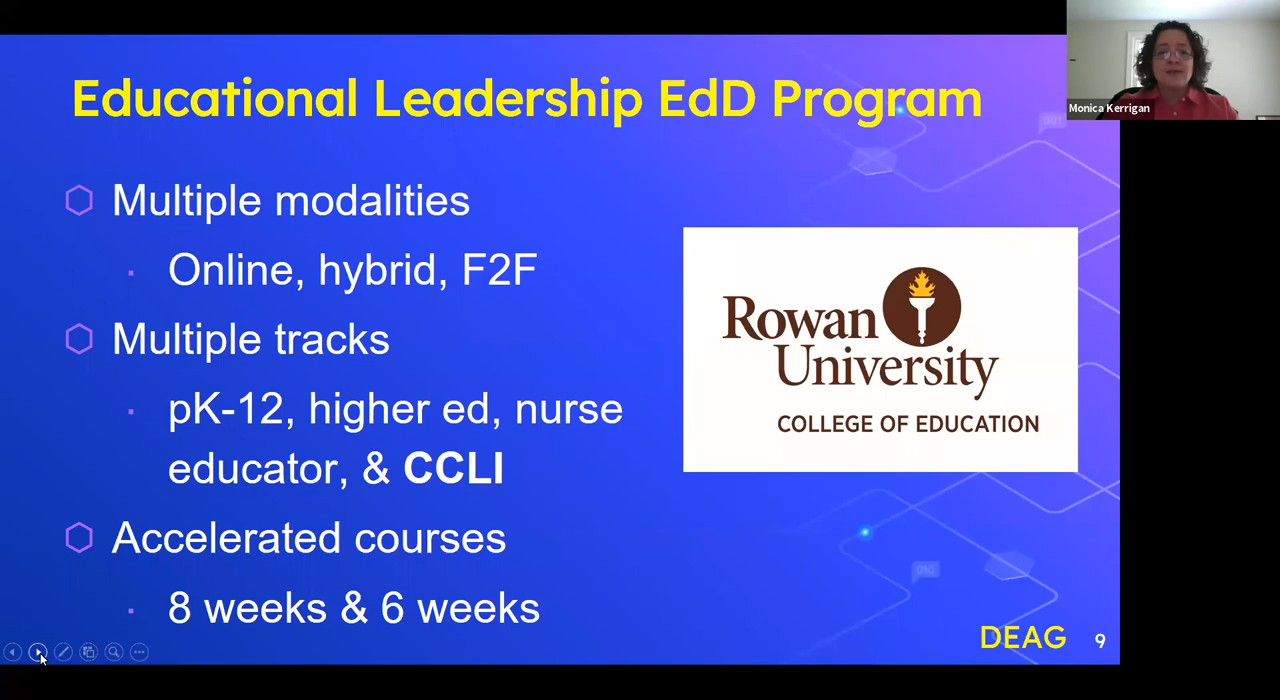 Educational Leadership EdD Program
Monica Kerrigan
Multiple modalities
Online, hybrid, F2F
Multiple tracks
pK-12, higher ed, nurse
educator, & CCLI
Accelerated courses
8 weeks & 6 weeks
Rowan
University
COLLEGE OF EDUCATION
010
DEAG 9